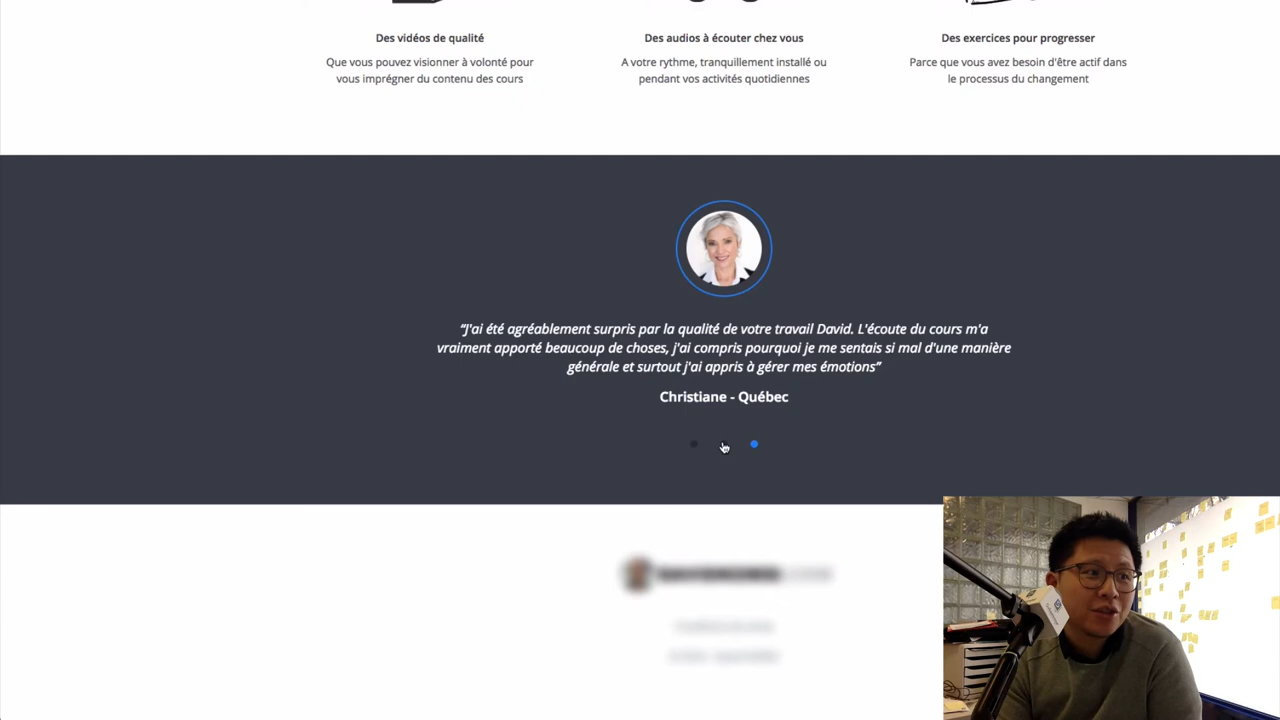 Des vidéos de qualité
Que vous pouvez visionner à volonté pour
vous imprégner du contenu des cours
Des audios à écouter chez vous
A votre rythme, tranquillement installé ou
pendant vos activités quotidiennes
Des exercices pour progresser
Parce que vous avez besoin d'être actif dans
le processus du changement
“J'ai été agréablement surpris par la qualité de votre travail David. L'écoute du cours m'a
vraiment apporté beaucoup de choses, j'ai compris pourquoi je me sentais si mal d'une manière
générale et surtout j'ai appris à gérer mes émotions”
Christiane - Québec